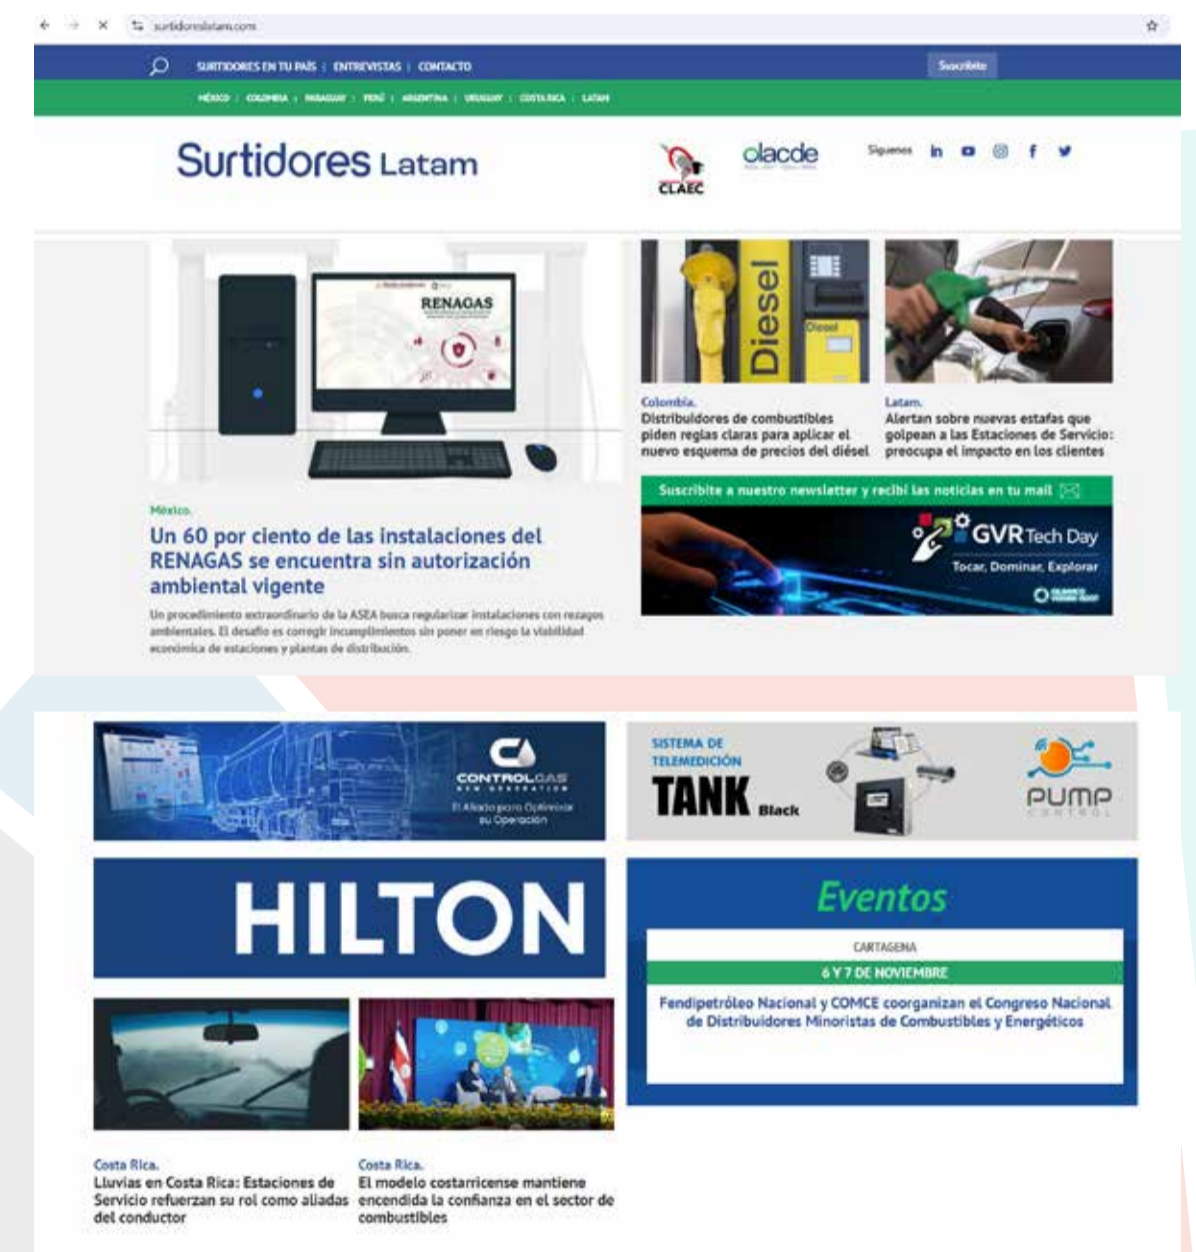 surtidoreslatam.com
SURTIDORES EN TU PAÍS | ENTREVISTAS | CONTACTO
Suscribite
MÉXICO | COLOMBIA | PARAGUAY | PERÚ | ARGENTINA | URUGUAY | COSTA RICA | LATAM
Surtidores Latam
CLAEC
olacde
Síguenos
RENAGAS
Diesel
Diesel
Colombia.
Distribuidores de combustibles
piden reglas claras para aplicar el
nuevo esquema de precios del diésel
Latam.
Alertan sobre nuevas estafas que
golpean a las Estaciones de Servicio:
preocupa el impacto en los clientes
Suscribite a nuestro newsletter y recibí las noticias en tu mail
GVR Tech Day
Tocar, Dominar, Explorar
México.
Un 60 por ciento de las instalaciones del
RENAGAS se encuentra sin autorización
ambiental vigente
Un procedimiento extraordinario de la ASEA busca regularizar instalaciones con rezagos
ambientales. El desafío es corregir incumplimientos sin poner en riesgo la viabilidad
económica de estaciones y plantas de distribución.
CONTROLGAS
NEW GENERATION
El Aliado para Optimizar
su Operación
SISTEMA DE
TELEMEDICIÓN
TANK Black
PUMP
CONTROL
HILTON
Eventos
CARTAGENA
6 Y 7 DE NOVIEMBRE
Fendipetróleo Nacional y COMCE coorganizan el Congreso Nacional
de Distribuidores Minoristas de Combustibles y Energéticos
Costa Rica.
Lluvias en Costa Rica: Estaciones de
Servicio refuerzan su rol como aliadas
del conductor
Costa Rica.
El modelo costarricense mantiene
encendida la confianza en el sector de
combustibles